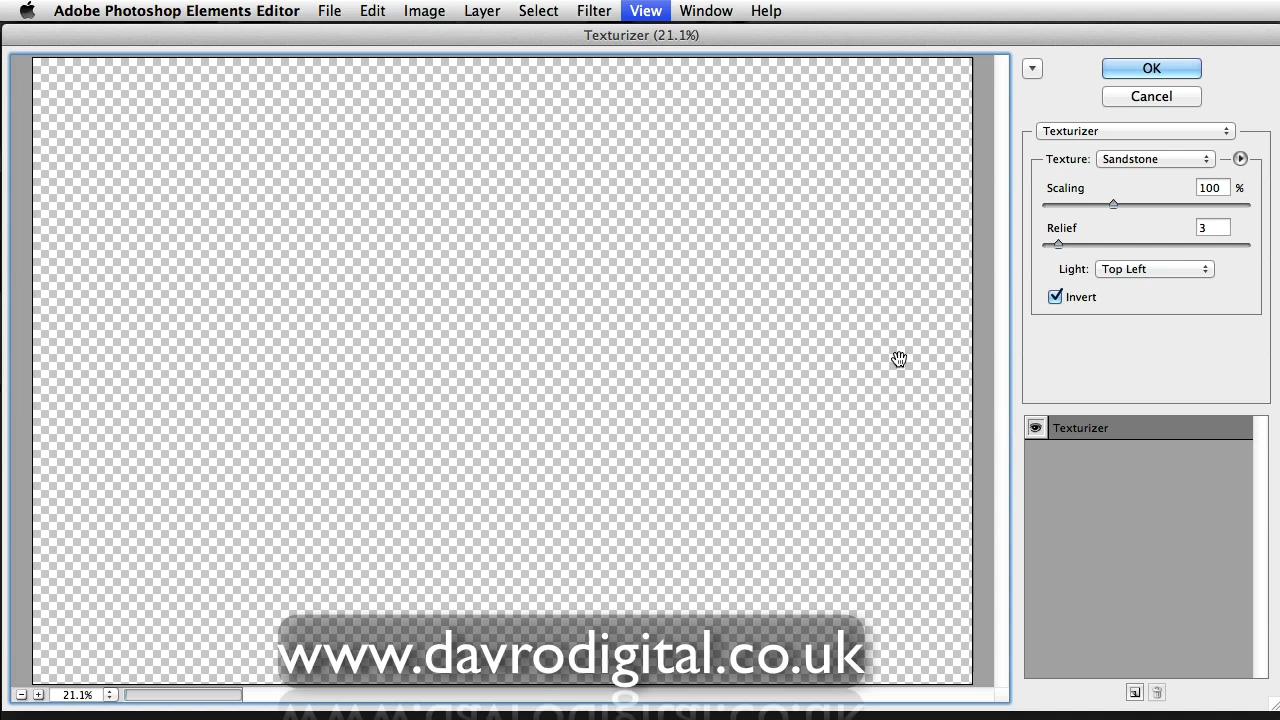 Adobe Photoshop Elements Editor File Edit Image Layer Select Filter View Window Help
Texturizer (21.1%)
OK
Cancel
Texturizer
Texture: Sandstone
Scaling 100 %
Relief 3
Light: Top Left
Invert
Texturizer
www.davrodigital.co.uk
21.1%